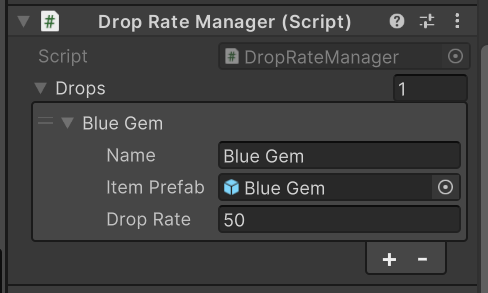 # Drop Rate Manager (Script)
Script # DropRateManager
Drops 1
Blue Gem
Name Blue Gem
Item Prefab Blue Gem
Drop Rate 50
+ -